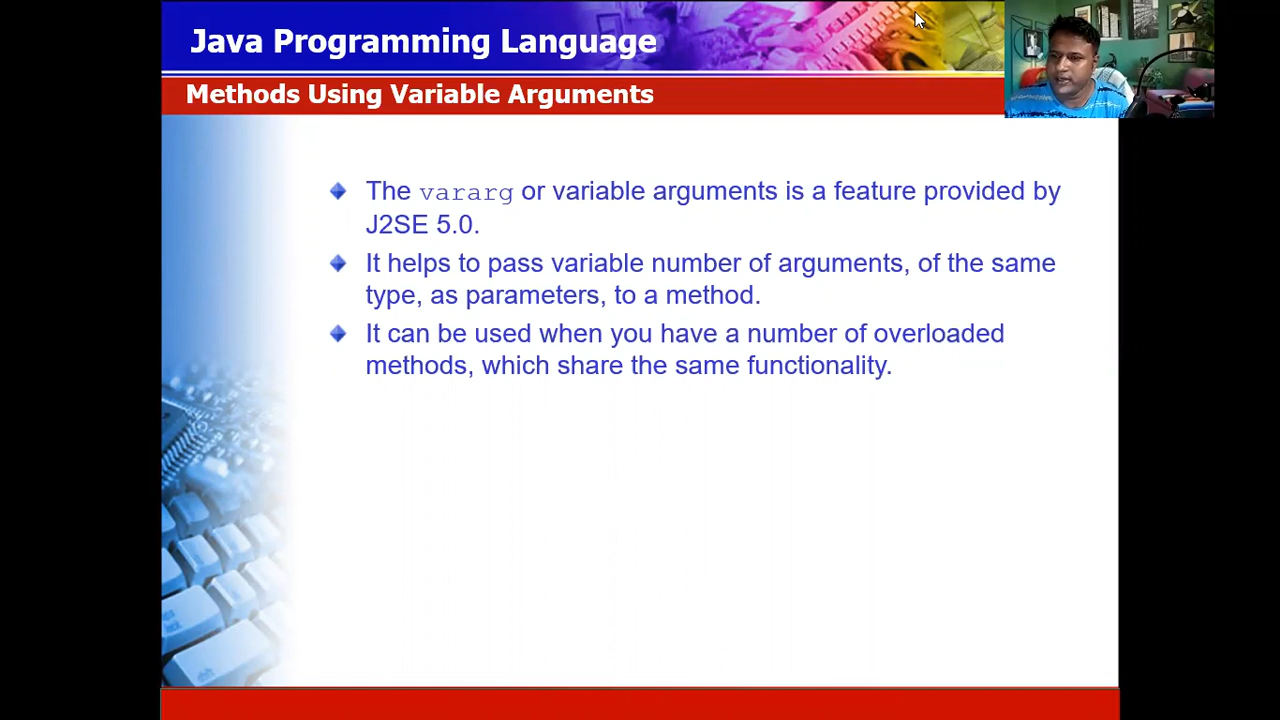 Java Programming Language
Methods Using Variable Arguments
The vararg or variable arguments is a feature provided by
J2SE 5.0.
It helps to pass variable number of arguments, of the same
type, as parameters, to a method.
It can be used when you have a number of overloaded
methods, which share the same functionality.